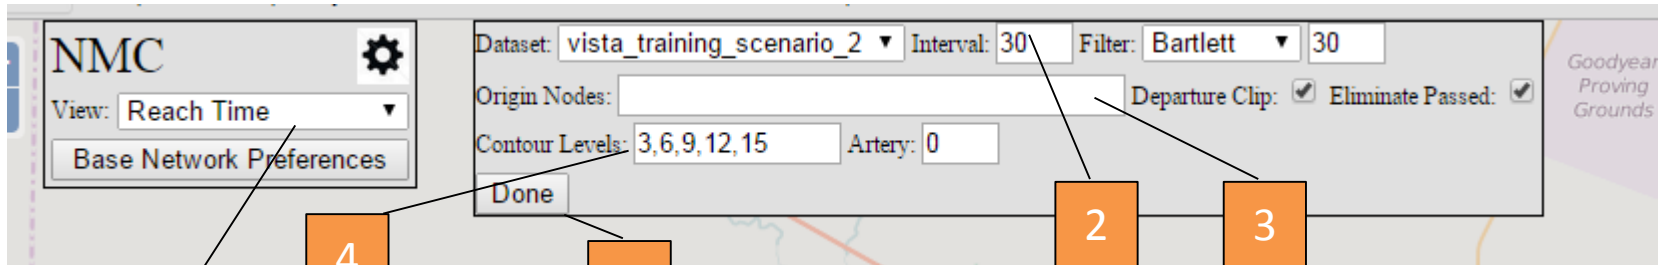 NMC
View: Reach Time
Base Network Preferences
Dataset: vista_training_scenario_2 Interval: 30 Filter: Bartlett 30
Origin Nodes: Departure Clip: Eliminate Passed:
Contour Levels: 3,6,9,12,15 Artery: 0
Done
4
2
3
Goodyear
Proving
Grounds